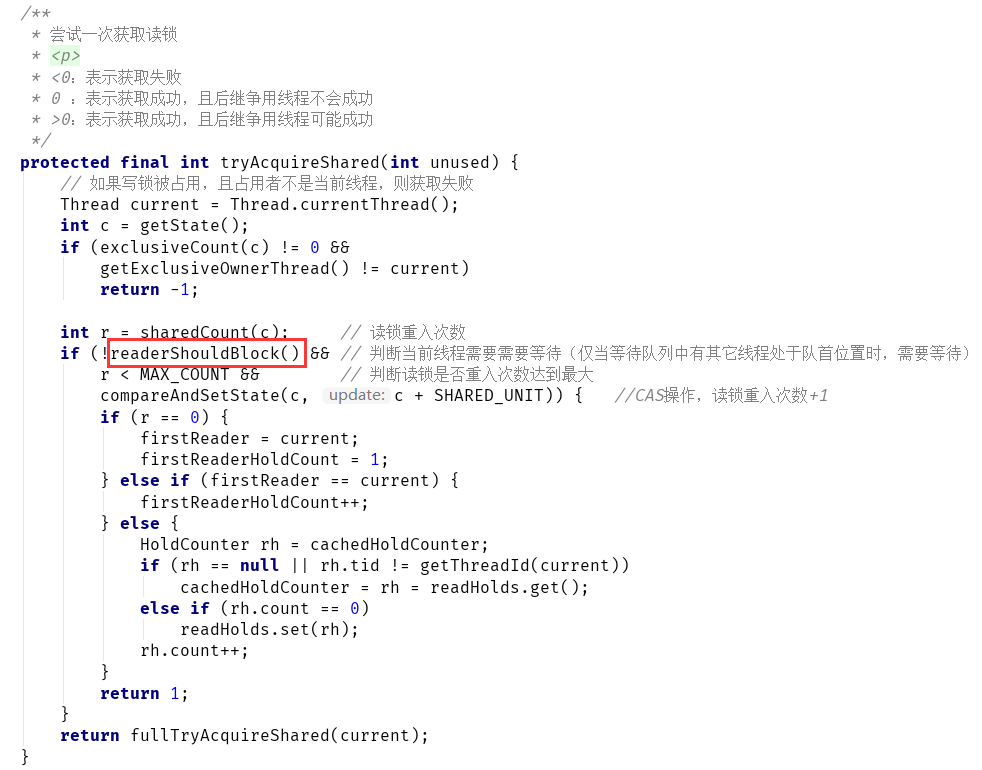 /**
 * 尝试一次获取读锁
 * <p>
 * <0：表示获取失败
 * 0 ：表示获取成功，且后继争用线程不会成功
 * >0：表示获取成功，且后继争用线程可能成功
 */
protected final int tryAcquireShared(int unused) {
    // 如果写锁被占用，且占用者不是当前线程，则获取失败
    Thread current = Thread.currentThread();
    int c = getState();
    if (exclusiveCount(c) != 0 &&
        getExclusiveOwnerThread() != current)
        return -1;

    int r = sharedCount(c);     // 读锁重入次数
    if (!readerShouldBlock() && // 判断当前线程需要需要等待（仅当等待队列中有其它线程处于队首位置时，需要等待）
        r < MAX_COUNT &&        // 判断读锁是否重入次数达到最大
        compareAndSetState(c, update: c + SHARED_UNIT)) {   //CAS操作，读锁重入次数+1
        if (r == 0) {
            firstReader = current;
            firstReaderHoldCount = 1;
        } else if (firstReader == current) {
            firstReaderHoldCount++;
        } else {
            HoldCounter rh = cachedHoldCounter;
            if (rh == null || rh.tid != getThreadId(current))
                cachedHoldCounter = rh = readHolds.get();
            else if (rh.count == 0)
                readHolds.set(rh);
            rh.count++;
        }
        return 1;
    }
    return fullTryAcquireShared(current);
}